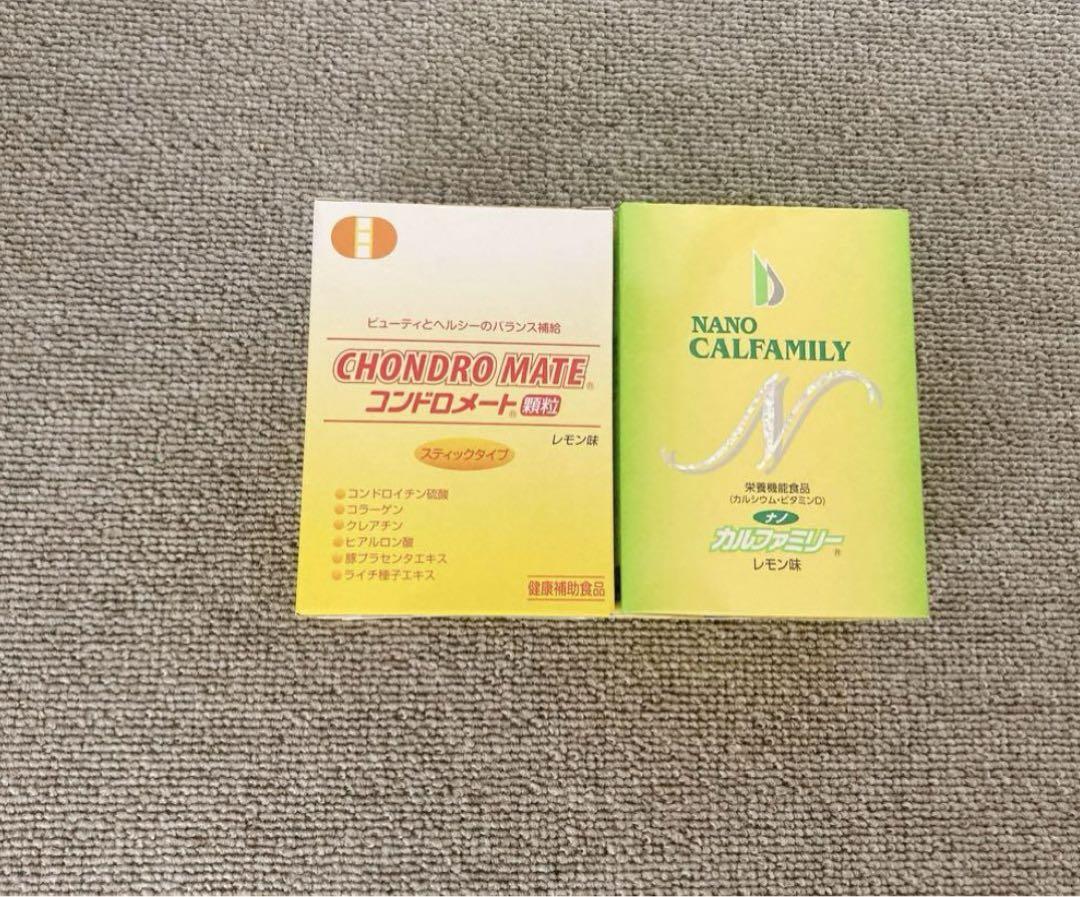 ビューティとヘルシーのバランス補給
CHONDRO MATE®
コンドロメート®顆粒
レモン味
スティックタイプ
コンドロイチン硫酸
コラーゲン
クレアチン
ヒアルロン酸
豚プラセンタエキス
ライチ種子エキス
健康補助食品
NANO
CALFAMILY
N
栄養機能食品
(カルシウム・ビタミンD)
ナノ
カルファミリー®
レモン味